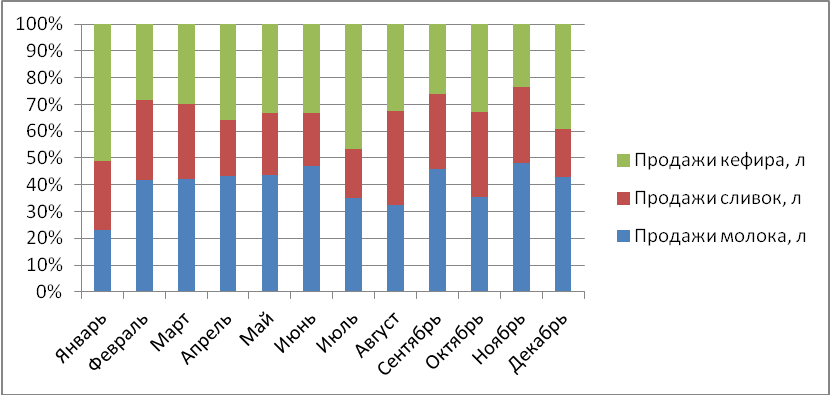 100%
90%
80%
70%
60%
50%
40%
30%
20%
10%
0%
Январь
Февраль
Март
Апрель
Май
Июнь
Июль
Август
Сентябрь
Октябрь
Ноябрь
Декабрь
Продажи кефира, л
Продажи сливок, л
Продажи молока, л